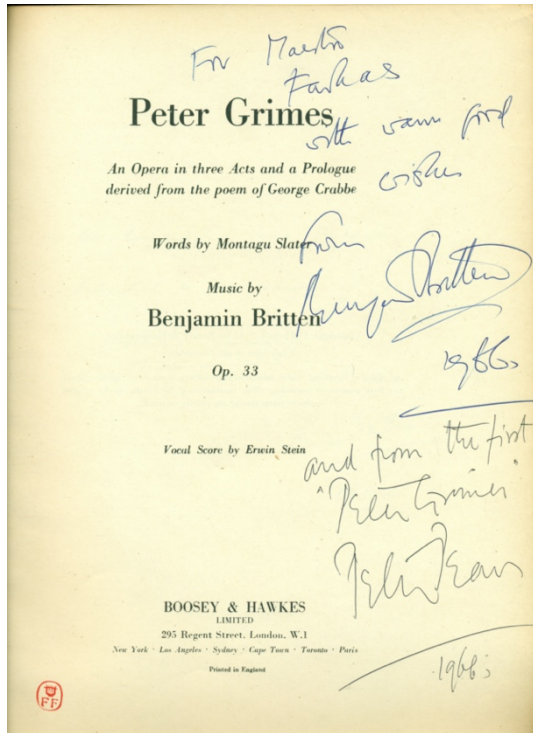 For Maestro
Farkas
Peter Grimes
with warm good
wishes
An Opera in three Acts and a Prologue
derived from the poem of George Crabbe
Words by Montagu Slater
from
Music by
Benjamin Britten
Benjamin Britten
1966.
Op. 33
and from the first
Vocal Score by Erwin Stein
"Peter Grimes"
Peter Pears
BOOSEY & HAWKES
LIMITED
295 Regent Street, London, W.1
New York · Los Angeles · Sydney · Cape Town · Toronto · Paris
1966.
Printed in England
FF